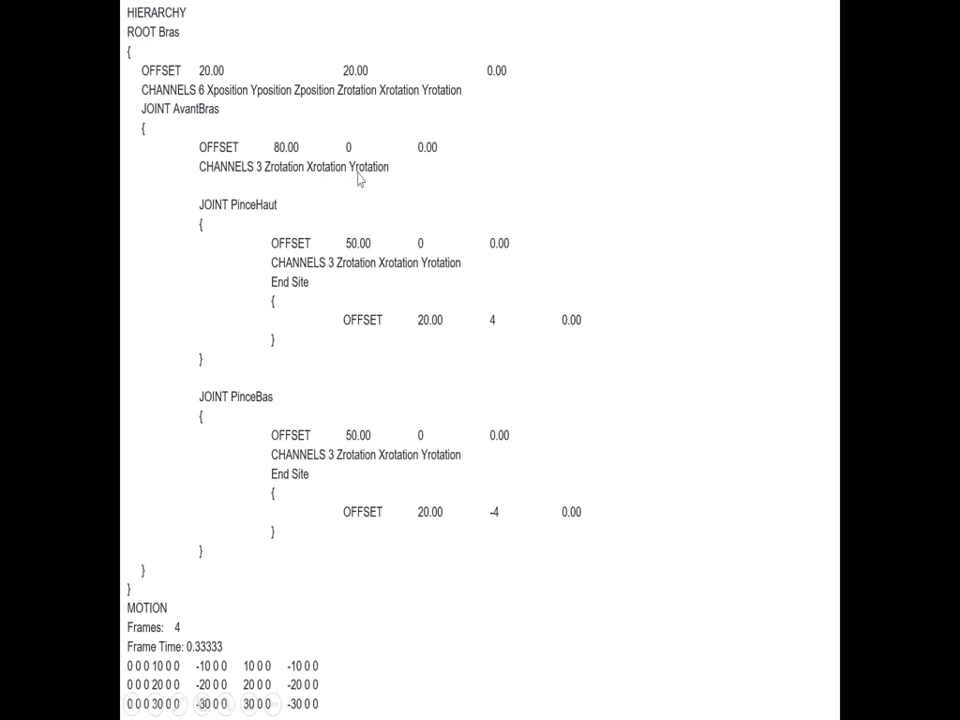 HIERARCHY
ROOT Bras
{
OFFSET 20.00 20.00 0.00
CHANNELS 6 Xposition Yposition Zposition Zrotation Xrotation Yrotation
JOINT AvantBras
{
OFFSET 80.00 0 0.00
CHANNELS 3 Zrotation Xrotation Yrotation
JOINT PinceHaut
{
OFFSET 50.00 0 0.00
CHANNELS 3 Zrotation Xrotation Yrotation
End Site
{
OFFSET 20.00 4 0.00
}
}
JOINT PinceBas
{
OFFSET 50.00 0 0.00
CHANNELS 3 Zrotation Xrotation Yrotation
End Site
{
OFFSET 20.00 -4 0.00
}
}
}
}
MOTION
Frames: 4
Frame Time: 0.33333
0 0 0 10 0 0 -10 0 0 10 0 0 -10 0 0
0 0 0 20 0 0 -20 0 0 20 0 0 -20 0 0
0 0 0 30 0 0 -30 0 0 30 0 0 -30 0 0